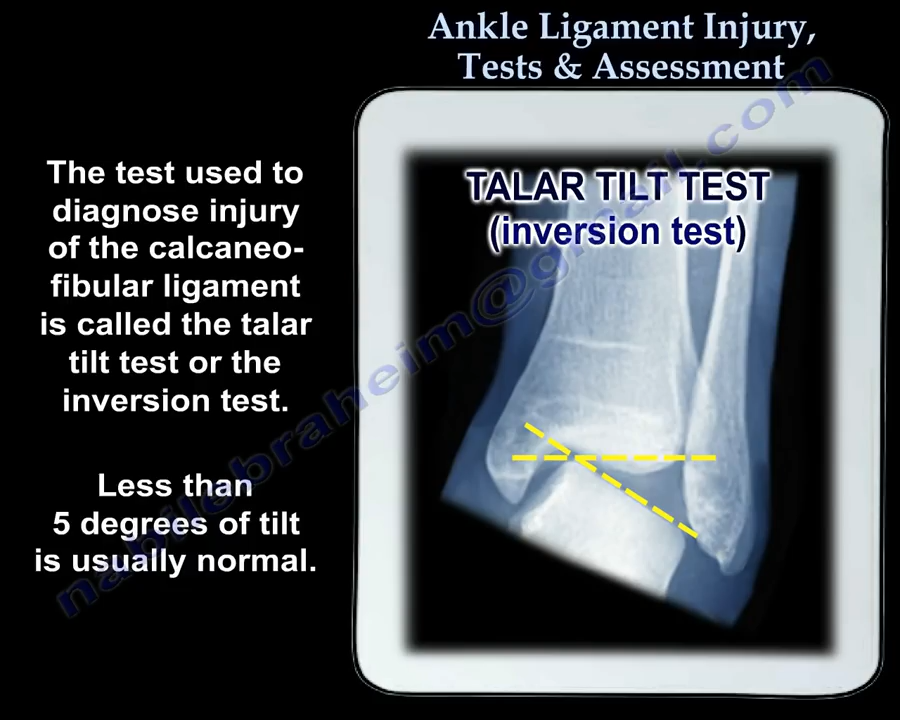 Ankle Ligament Injury,
Tests & Assessment
The test used to
diagnose injury
of the calcaneo-
fibular ligament
is called the talar
tilt test or the
inversion test.
Less than
5 degrees of tilt
is usually normal.
TALAR TILT TEST
(inversion test)
nabilebraheim@gmail.com